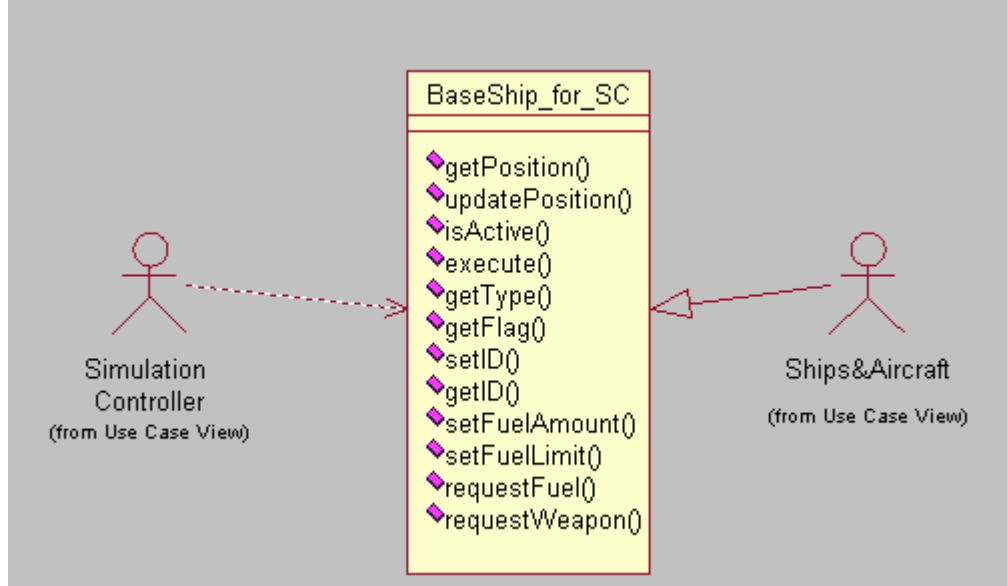 BaseShip_for_SC
getPosition()
updatePosition()
isActive()
execute()
getType()
getFlag()
setID()
getID()
setFuelAmount()
setFuelLimit()
requestFuel()
requestWeapon()
Simulation
Controller
(from Use Case View)
Ships&Aircraft
(from Use Case View)